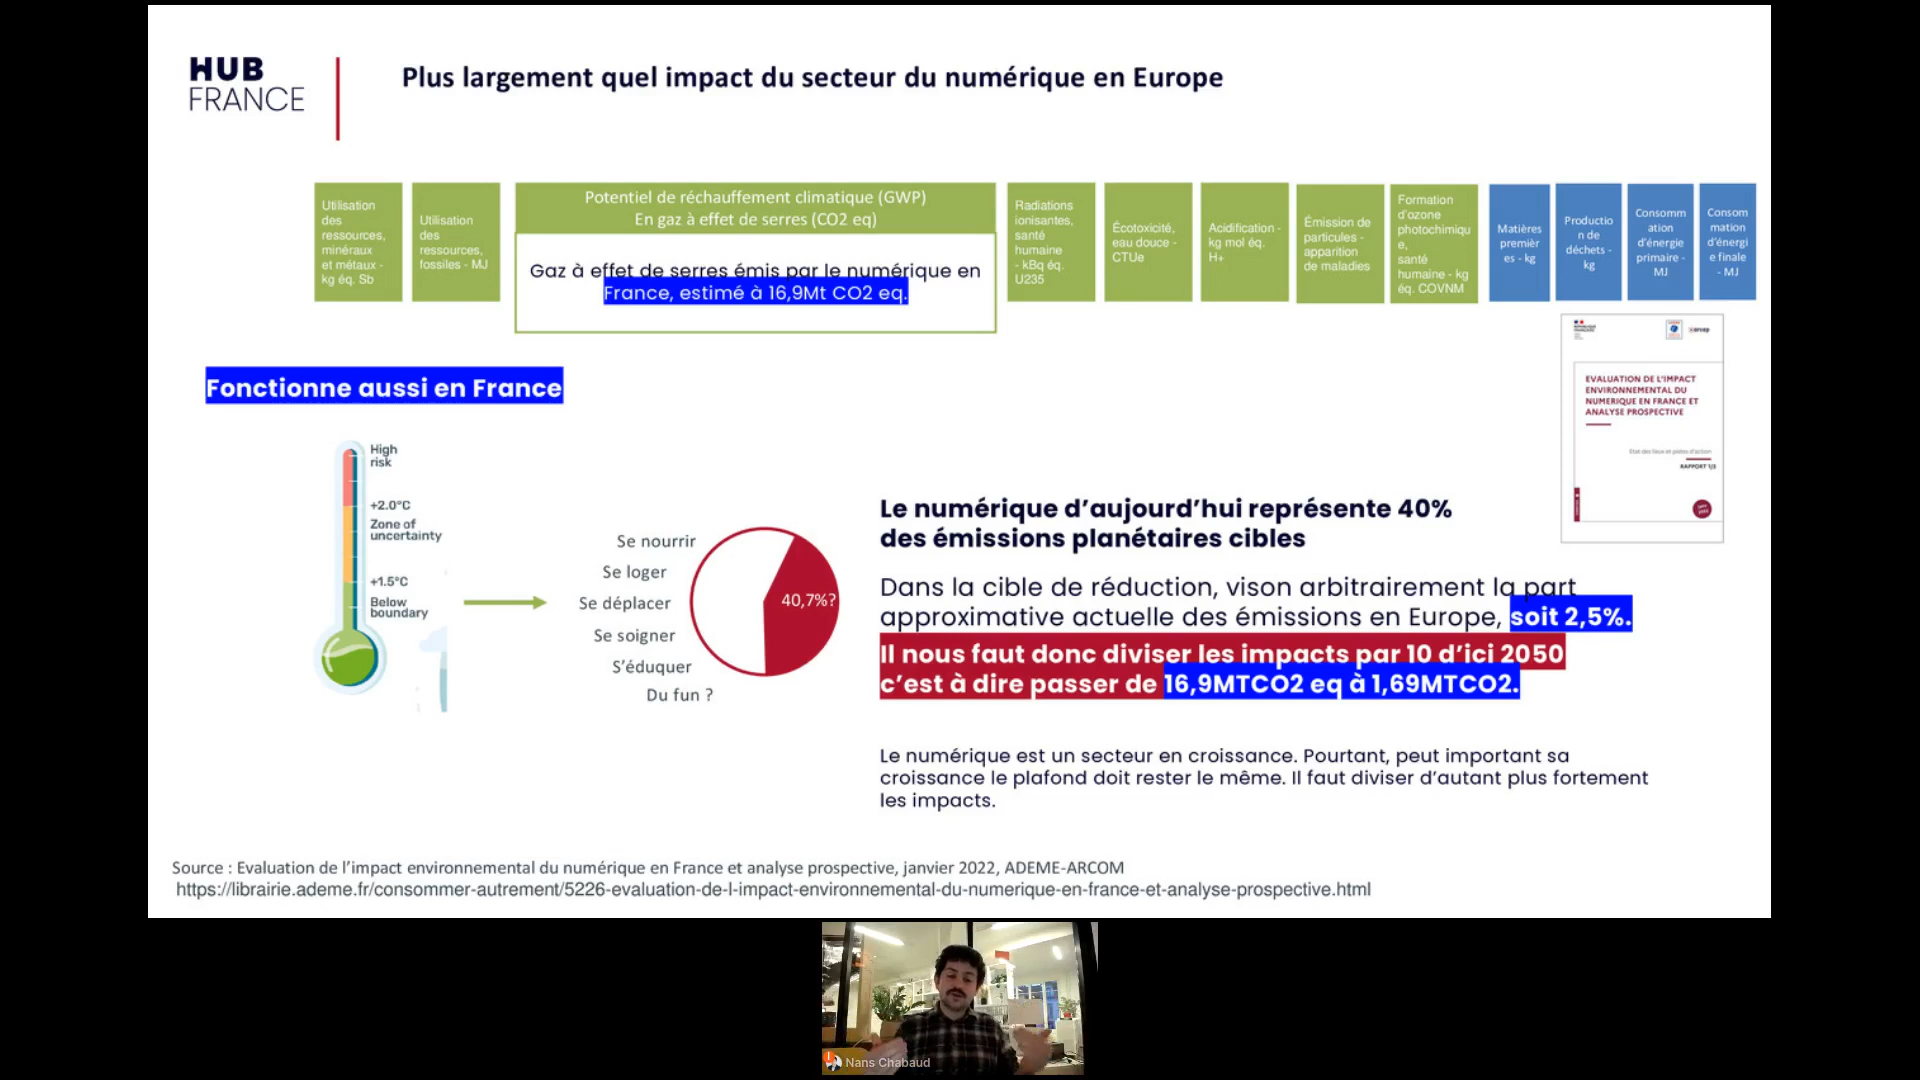 HUB
FRANCE
Plus largement quel impact du secteur du numérique en Europe
Utilisation
des
ressources,
minéraux
et métaux -
kg éq. Sb
Utilisation
des
ressources,
fossiles - MJ
Potentiel de réchauffement climatique (GWP)
En gaz à effet de serres (CO2 eq)
Gaz à effet de serres émis par le numérique en
France, estimé à 16,9Mt CO2 eq.
Radiations
ionisantes,
santé
humaine
- kBq éq.
U235
Écotoxicité,
eau douce -
CTUe
Acidification -
kg mol éq.
H+
Émission de
particules -
apparition
de maladies
Formation
d'ozone
photochimiqu
e,
santé
humaine - kg
éq. COVNM
Matières
premièr
es - kg
Productio
n de
déchets -
kg
Consomm
ation
d'énergie
primaire -
MJ
Consom
mation
d'énergi
e finale
- MJ
EVALUATION DE L'IMPACT
ENVIRONNEMENTAL DU
NUMERIQUE EN FRANCE ET
ANALYSE PROSPECTIVE
Etat des lieux et pistes d'action
RAPPORT 1/3
Fonctionne aussi en France
High
risk
+2.0°C
Zone of
uncertainty
+1.5°C
Below
boundary
Se nourrir
Se loger
Se déplacer
Se soigner
S'éduquer
Du fun ?
40,7%?
Le numérique d'aujourd'hui représente 40%
des émissions planétaires cibles
Dans la cible de réduction, vison arbitrairement la part
approximative actuelle des émissions en Europe, soit 2,5%.
Il nous faut donc diviser les impacts par 10 d'ici 2050
c'est à dire passer de 16,9MTCO2 eq à 1,69MTCO2.
Le numérique est un secteur en croissance. Pourtant, peut important sa
croissance le plafond doit rester le même. Il faut diviser d'autant plus fortement
les impacts.
Source : Evaluation de l'impact environnemental du numérique en France et analyse prospective, janvier 2022, ADEME-ARCOM
https://librairie.ademe.fr/consommer-autrement/5226-evaluation-de-l-impact-environnemental-du-numerique-en-france-et-analyse-prospective.html
Nans Chabaud